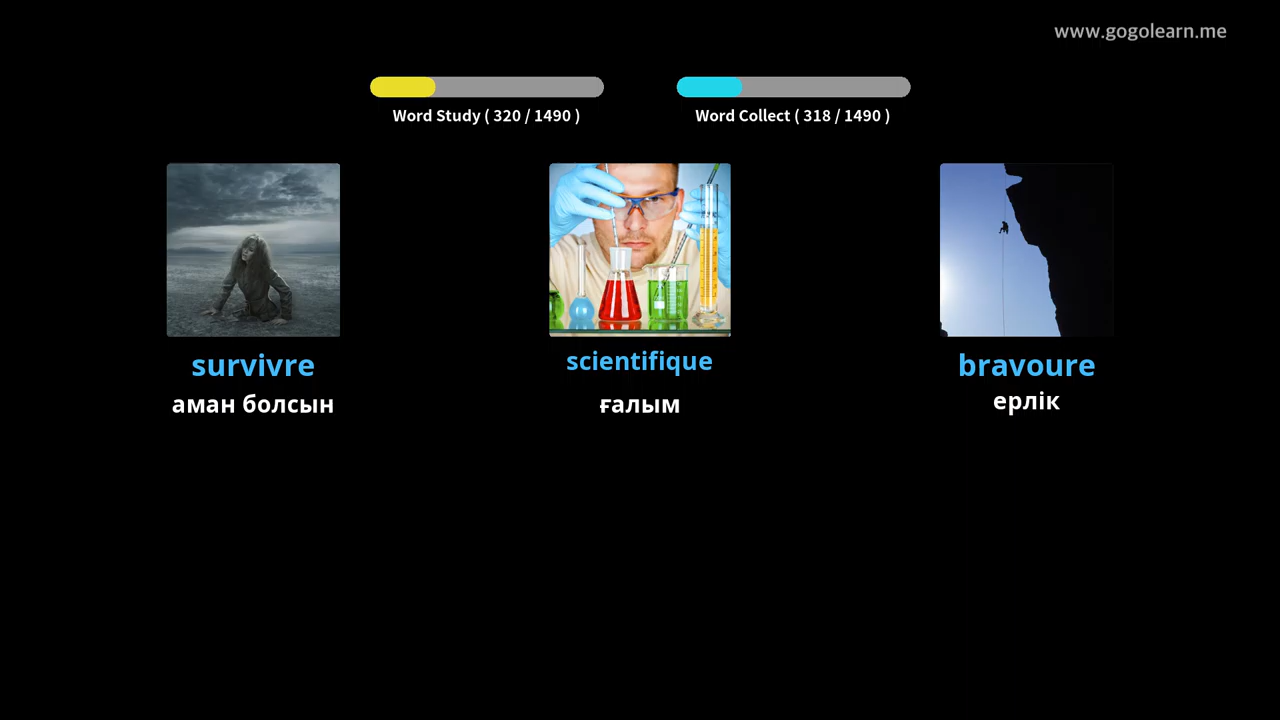 www.gogolearn.me
Word Study ( 320 / 1490 )
Word Collect ( 318 / 1490 )
survivre
аман болсын
scientifique
ғалым
bravoure
ерлік